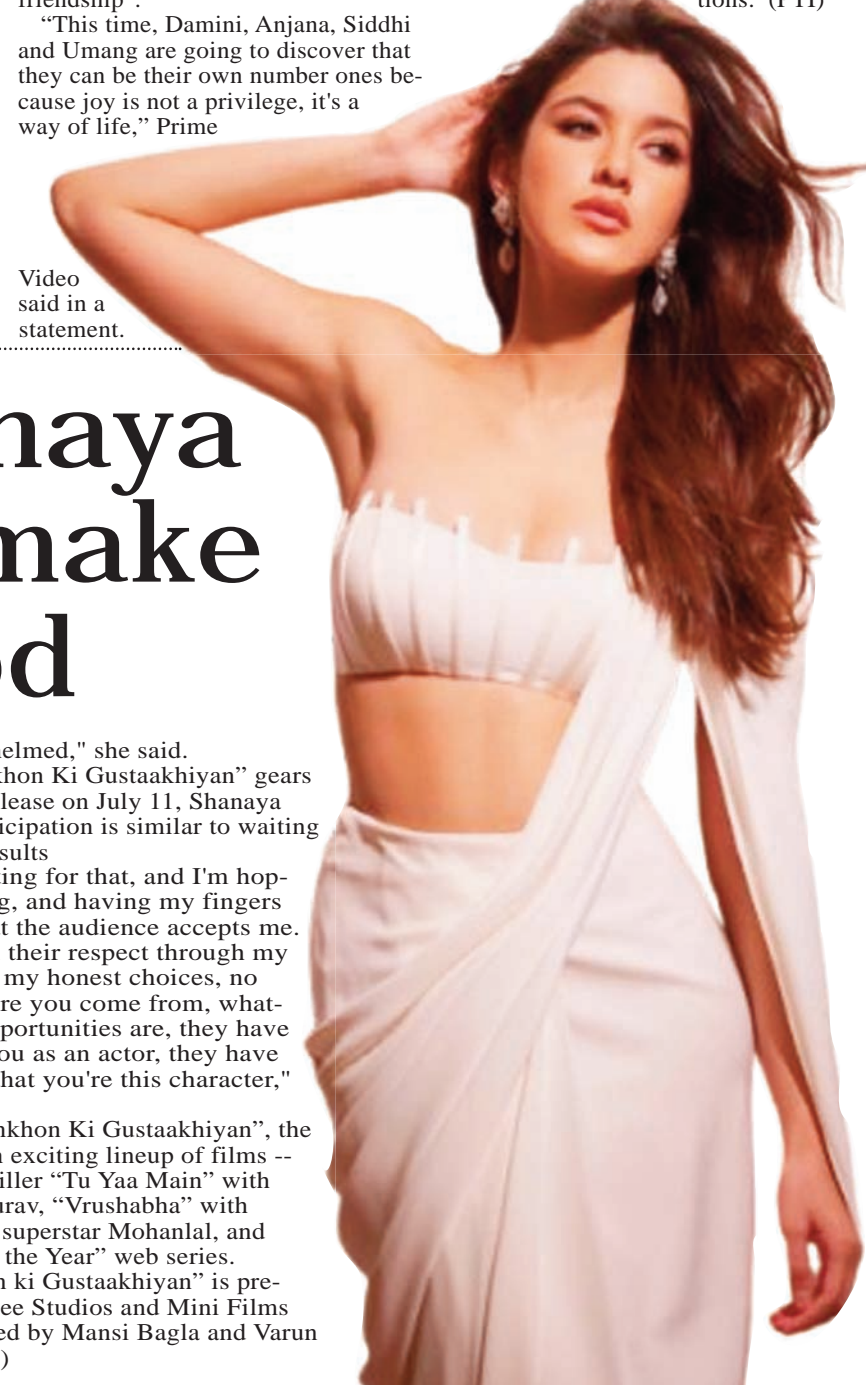 “This time, Damini, Anjana, Siddhi
and Umang are going to discover that
they can be their own number ones be-
cause joy is not a privilege, it's a
way of life,” Prime
Video
said in a
statement.
naya
make
od
helmed," she said.
khon Ki Gustaakhiyan” gears
lease on July 11, Shanaya
icipation is similar to waiting
sults
ting for that, and I'm hop-
g, and having my fingers
t the audience accepts me.
their respect through my
my honest choices, no
re you come from, what-
portunities are, they have
ou as an actor, they have
hat you're this character,"
nkhon Ki Gustaakhiyan”, the
n exciting lineup of films --
iller “Tu Yaa Main” with
urav, “Vrushabha” with
superstar Mohanlal, and
the Year” web series.
n ki Gustaakhiyan” is pre-
ee Studios and Mini Films
ed by Mansi Bagla and Varun
)